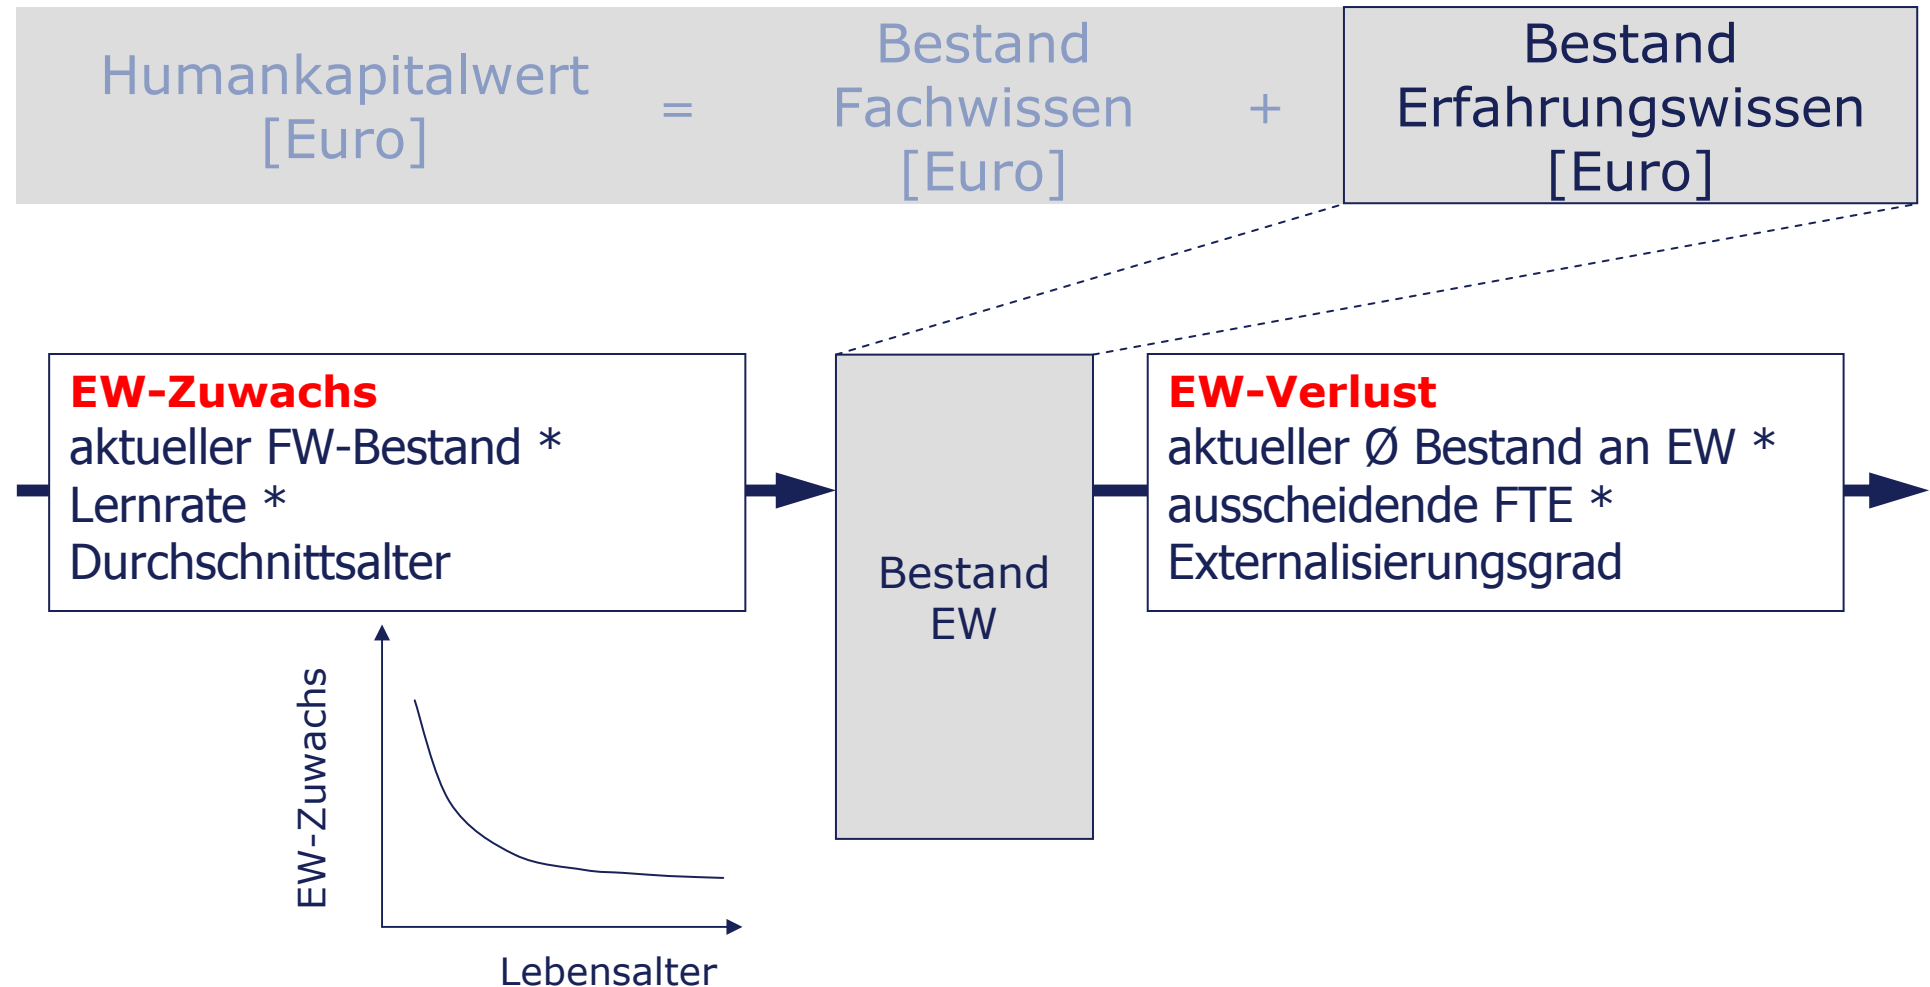 Humankapitalwert
[Euro]
=
Bestand
Fachwissen
[Euro]
+
Bestand
Erfahrungswissen
[Euro]
EW-Zuwachs
aktueller FW-Bestand *
Lernrate *
Durchschnittsalter
Bestand
EW
EW-Verlust
aktueller Ø Bestand an EW *
ausscheidende FTE *
Externalisierungsgrad
EW-Zuwachs
Lebensalter